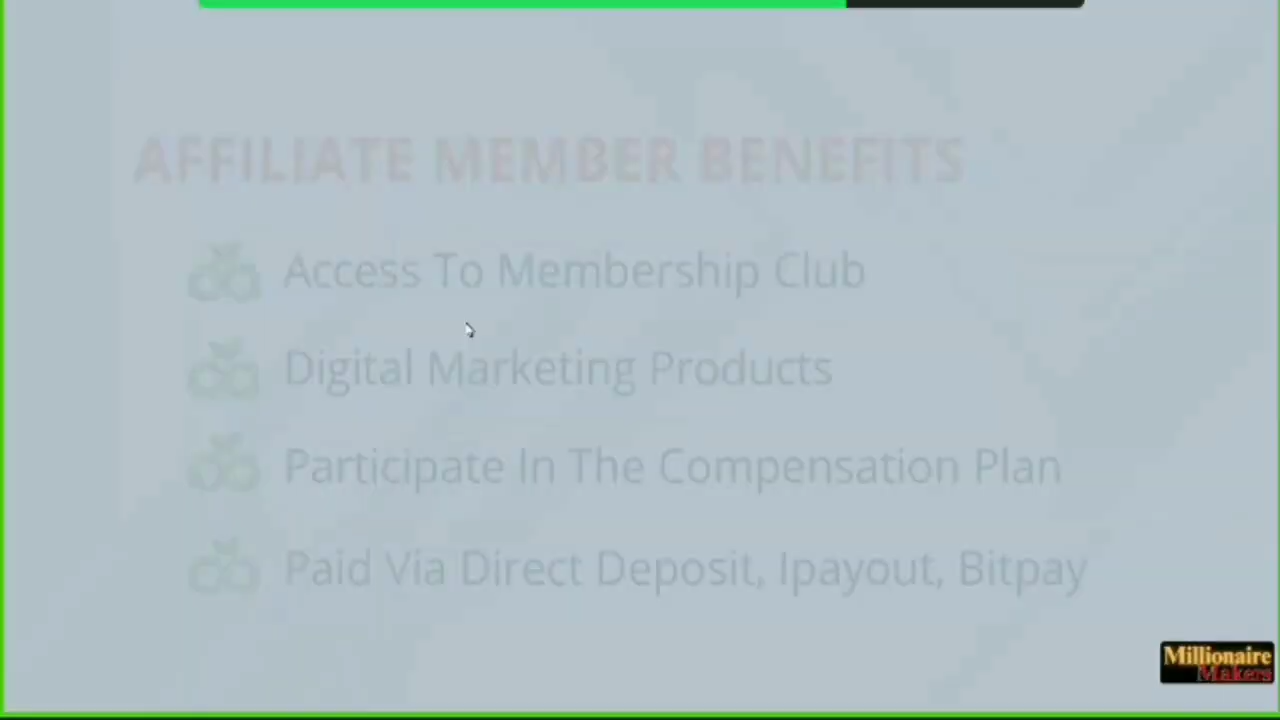 AFFILIATE MEMBER BENEFITS
Access To Membership Club
Digital Marketing Products
Participate In The Compensation Plan
Paid Via Direct Deposit, Ipayout, Bitpay
Millionaire
Makers